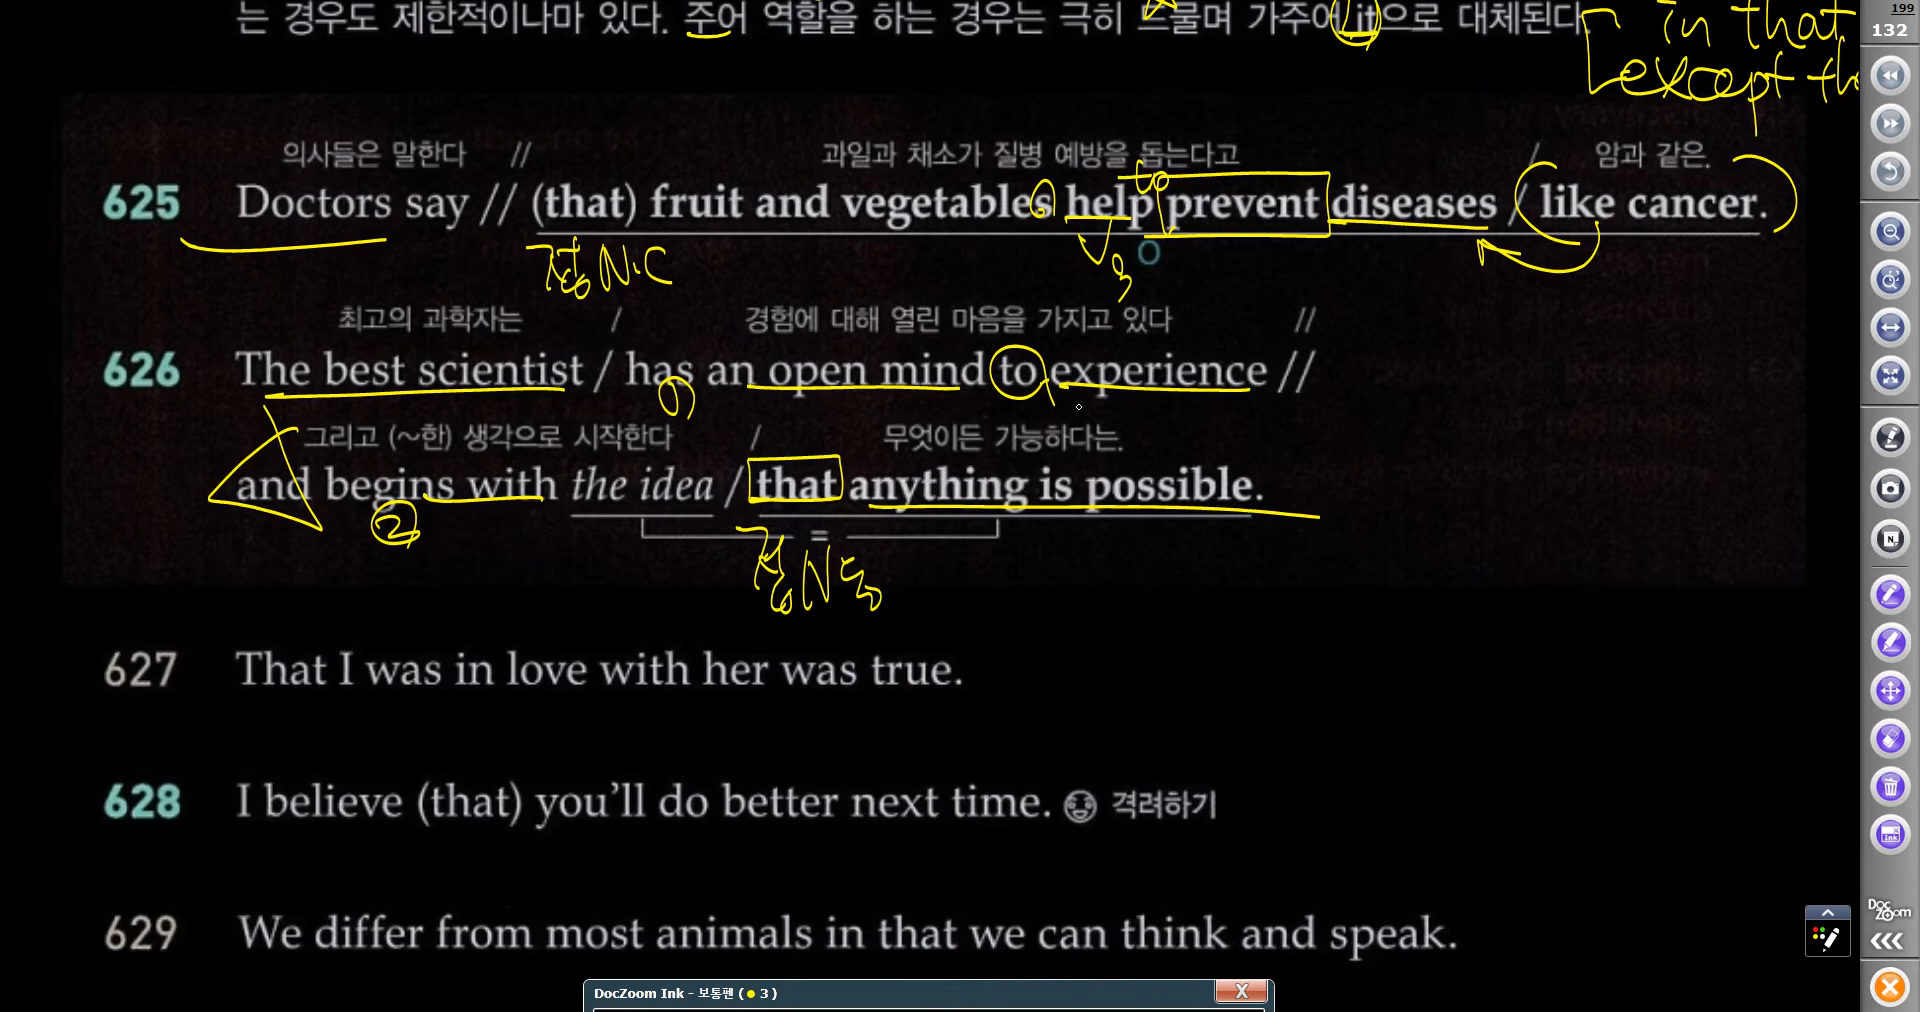 는 경우도 제한적이나마 있다. 주어 역할을 하는 경우는 극히 드물며 가주어 it으로 대체된다.
in that
except th
199
132
의사들은 말한다 // 과일과 채소가 질병 예방을 돕는다고 / 암과 같은.
to
625 Doctors say // (that) fruit and vegetables help prevent diseases / like cancer.
접 N.C
O
최고의 과학자는 / 경험에 대해 열린 마음을 가지고 있다 //
626 The best scientist / has an open mind to experience //
그리고 (~한) 생각으로 시작한다 / 무엇이든 가능하다는.
and begins with the idea / that anything is possible.
②
=
627 That I was in love with her was true.
628 I believe (that) you'll do better next time. 격려하기
629 We differ from most animals in that we can think and speak.
Doc
Zoom
DocZoom Ink - 보통펜 ( 3 )
X